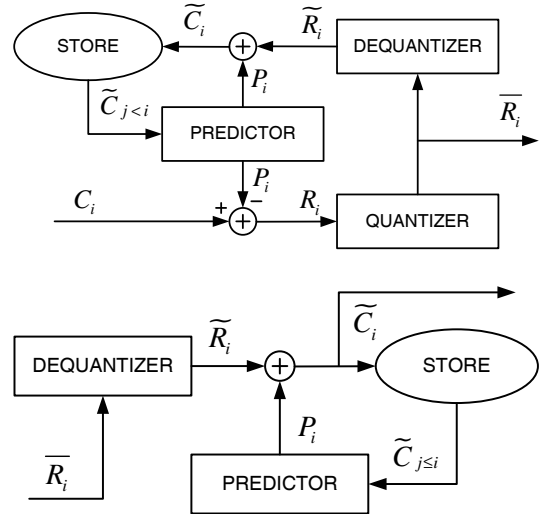 STORE
C̃ᵢ
R̃ᵢ
DEQUANTIZER
Pᵢ
C̃ j<i
PREDICTOR
R̅ᵢ
Pᵢ
Cᵢ
+
−
+
+
Rᵢ
QUANTIZER
DEQUANTIZER
R̃ᵢ
+
C̃ᵢ
STORE
Pᵢ
C̃ j≤i
R̅ᵢ
PREDICTOR